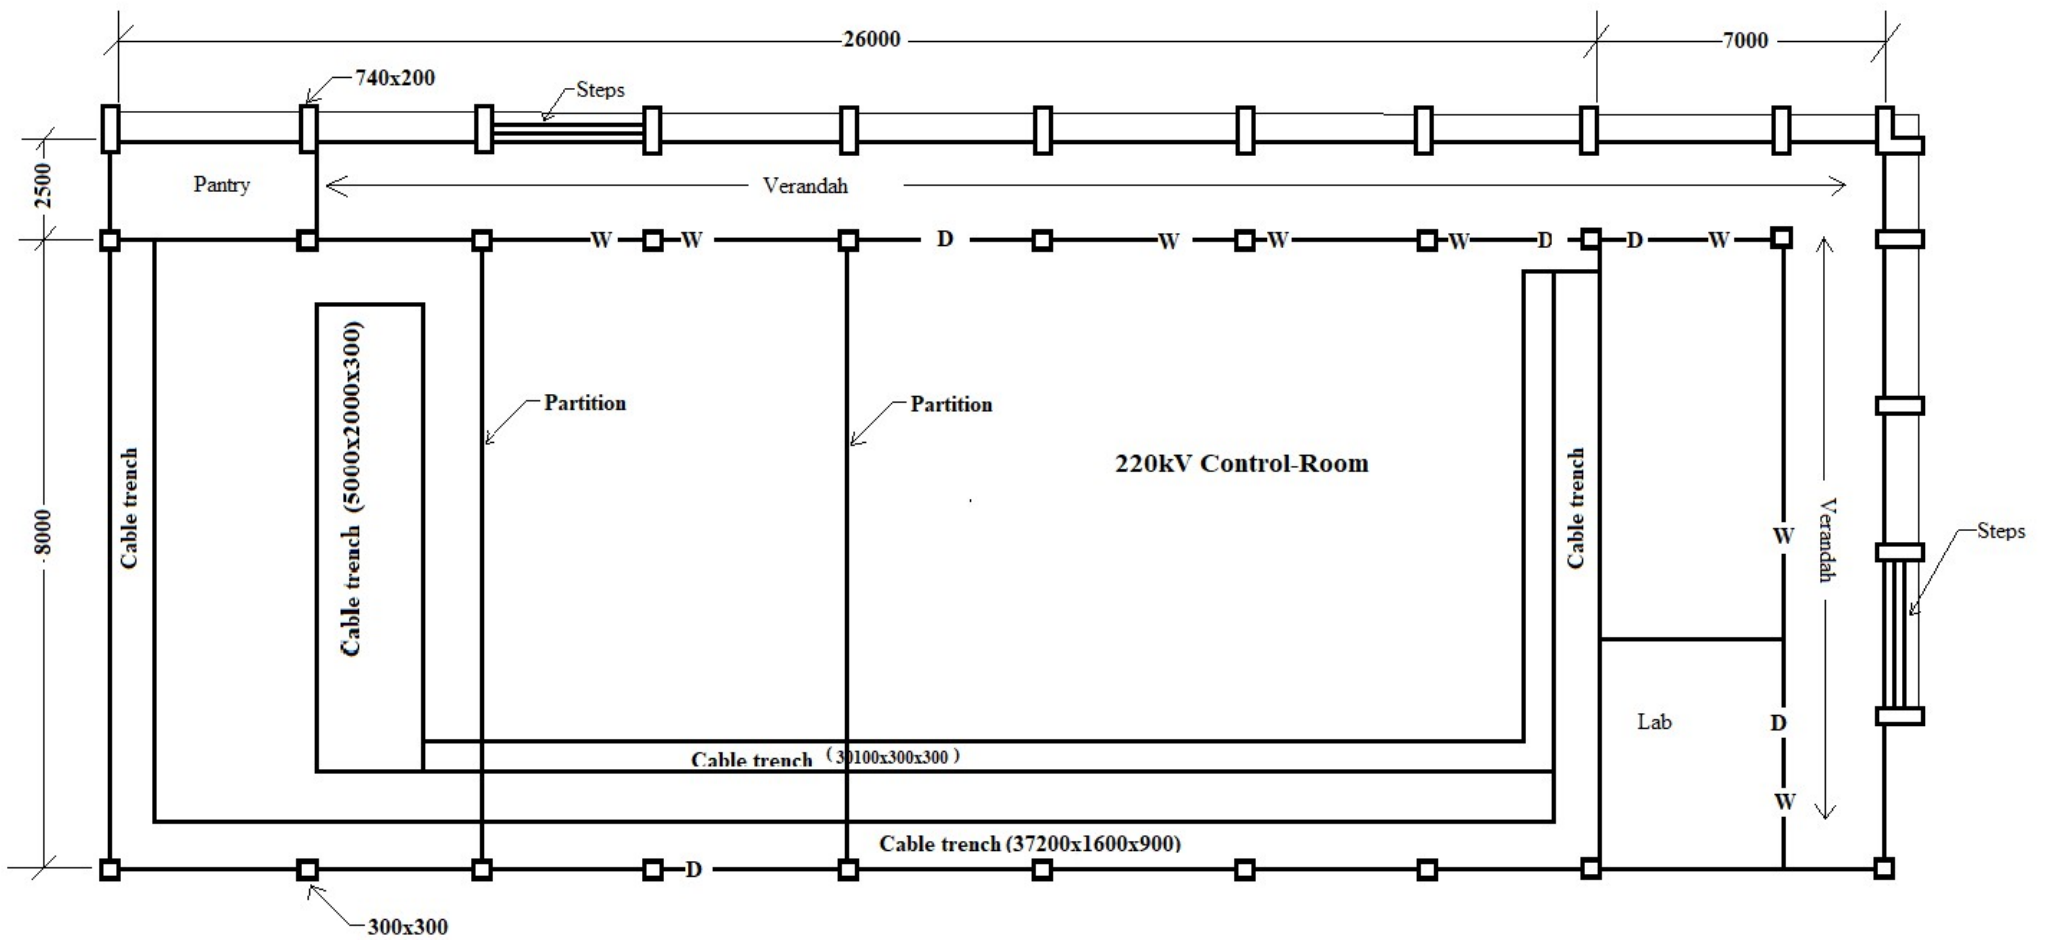 26000
7000
740x200
Steps
2500
Pantry
Verandah
W
W
D
W
W
W
D
D
W
Cable trench (5000x2000x300)
Partition
Partition
220kV Control-Room
Cable trench
Cable trench
8000
W
Verandah
Steps
Lab
D
Cable trench (30100x300x300 )
W
Cable trench (37200x1600x900)
D
300x300